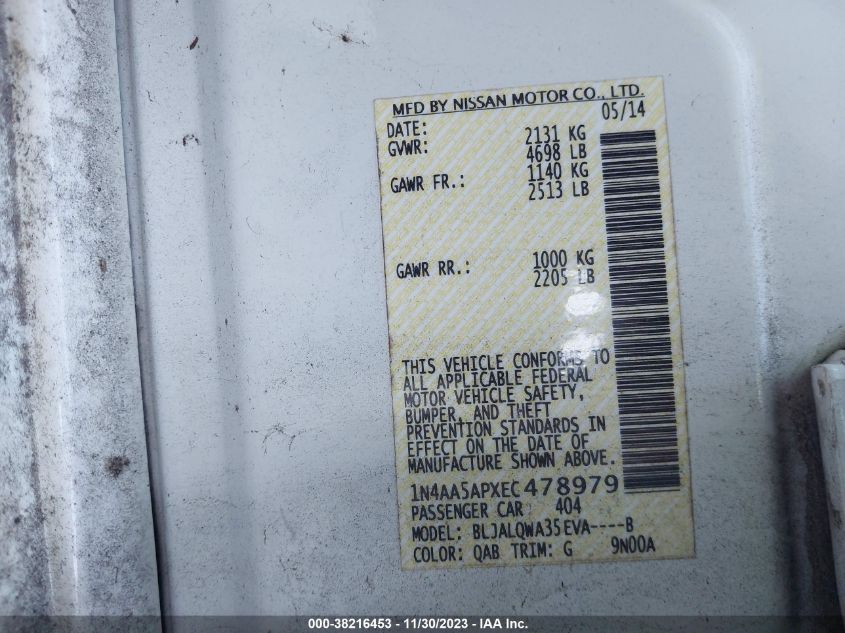 MFD BY NISSAN MOTOR CO., LTD.
DATE: 05/14
GVWR: 2131 KG
4698 LB
GAWR FR.: 1140 KG
2513 LB
GAWR RR.: 1000 KG
2205 LB
THIS VEHICLE CONFORMS TO
ALL APPLICABLE FEDERAL
MOTOR VEHICLE SAFETY,
BUMPER, AND THEFT
PREVENTION STANDARDS IN
EFFECT ON THE DATE OF
MANUFACTURE SHOWN ABOVE.
1N4AA5APXEC478979
PASSENGER CAR 404
MODEL: BLJALQWA35EVA----B
COLOR: QAB TRIM: G 9N00A
000-38216453 - 11/30/2023 - IAA Inc.